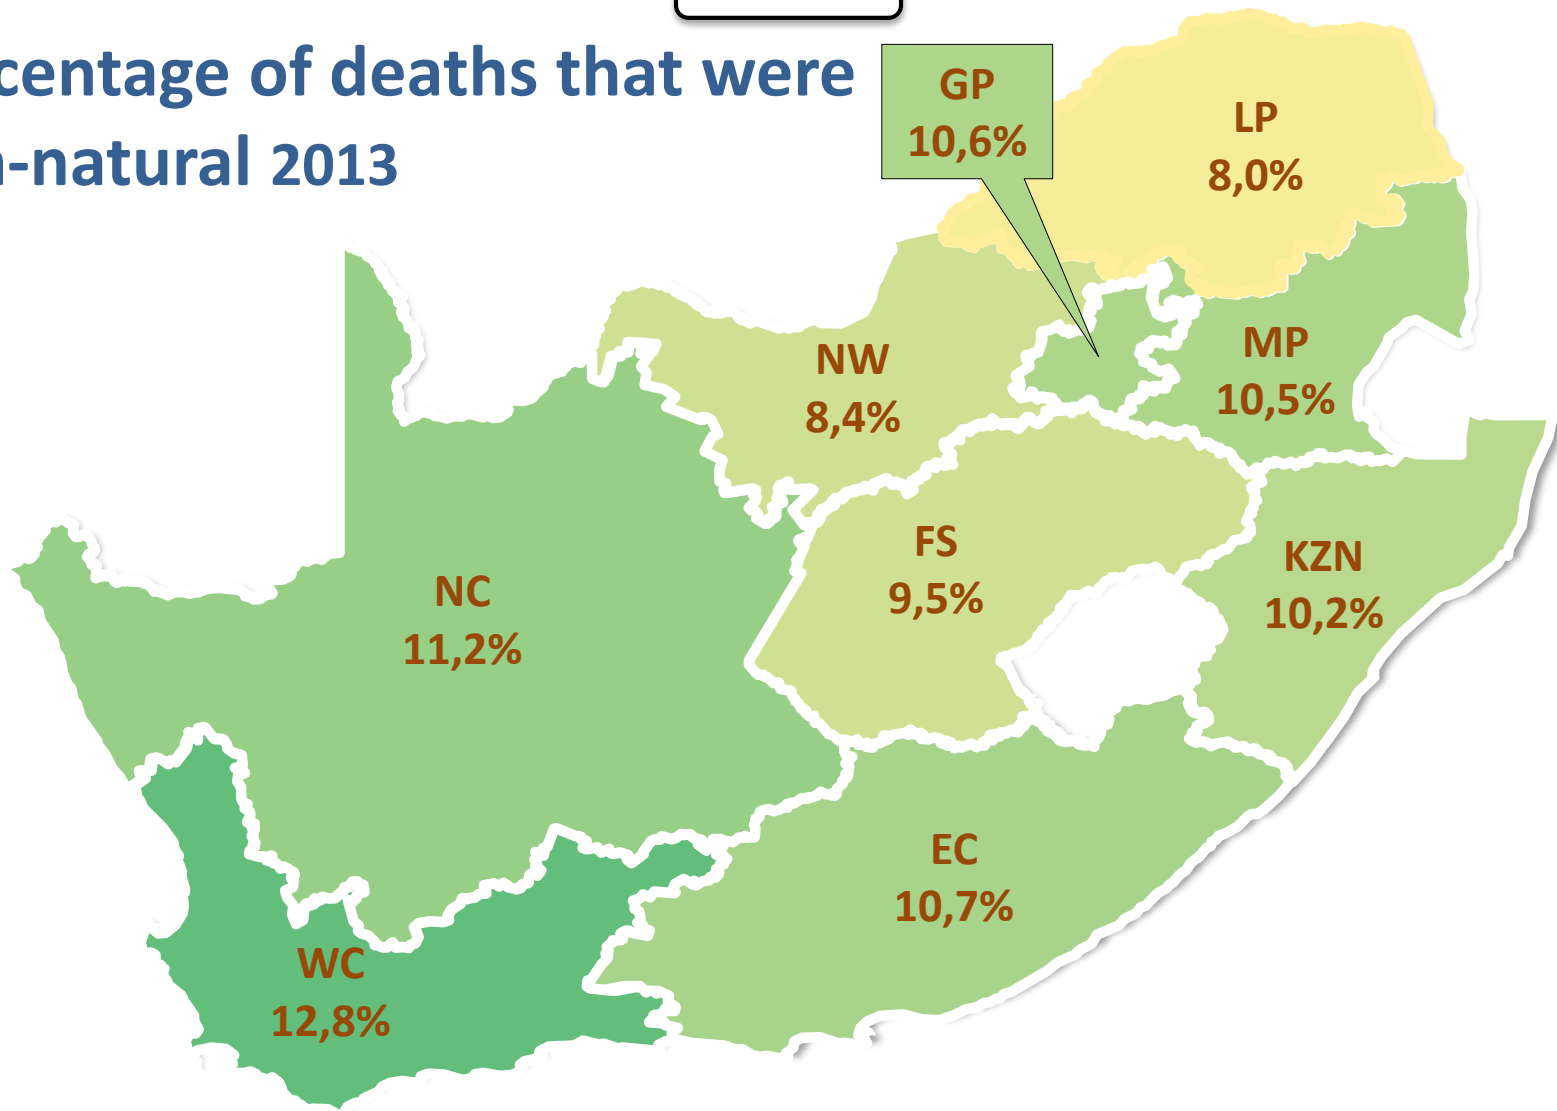 centage of deaths that were
-natural 2013
GP
10,6%
LP
8,0%
NW
8,4%
MP
10,5%
FS
9,5%
KZN
10,2%
NC
11,2%
EC
10,7%
WC
12,8%